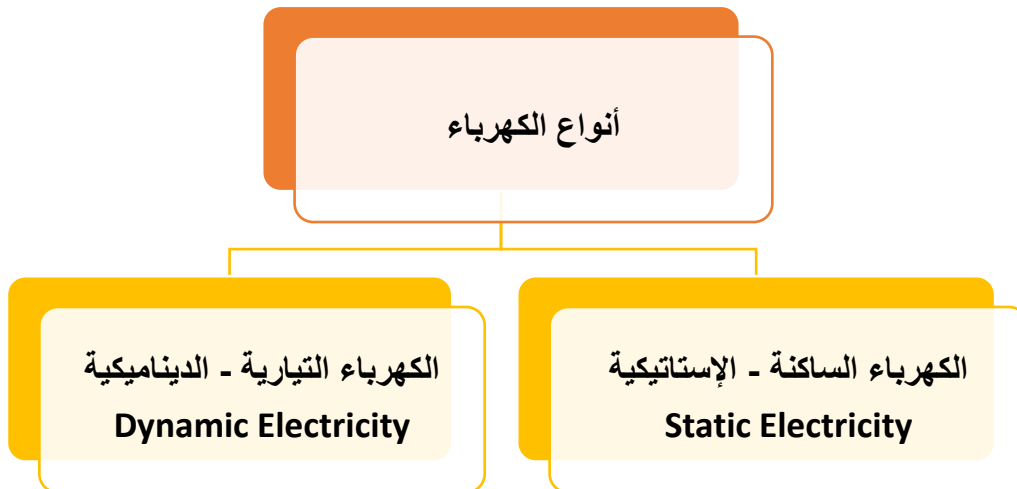 أنواع الكهرباء
الكهرباء الساكنة - الإستاتيكية
Static Electricity
الكهرباء التيارية - الديناميكية
Dynamic Electricity